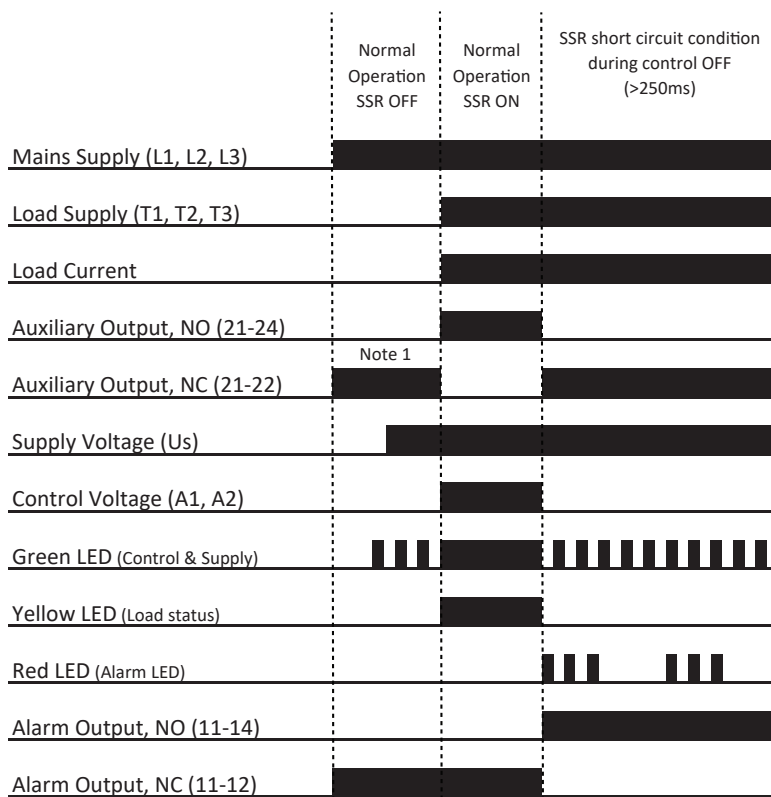 Normal
Operation
SSR OFF
Normal
Operation
SSR ON
SSR short circuit condition
during control OFF
(>250ms)
Mains Supply (L1, L2, L3)
Load Supply (T1, T2, T3)
Load Current
Auxiliary Output, NO (21-24)
Note 1
Auxiliary Output, NC (21-22)
Supply Voltage (Us)
Control Voltage (A1, A2)
Green LED (Control & Supply)
Yellow LED (Load status)
Red LED (Alarm LED)
Alarm Output, NO (11-14)
Alarm Output, NC (11-12)